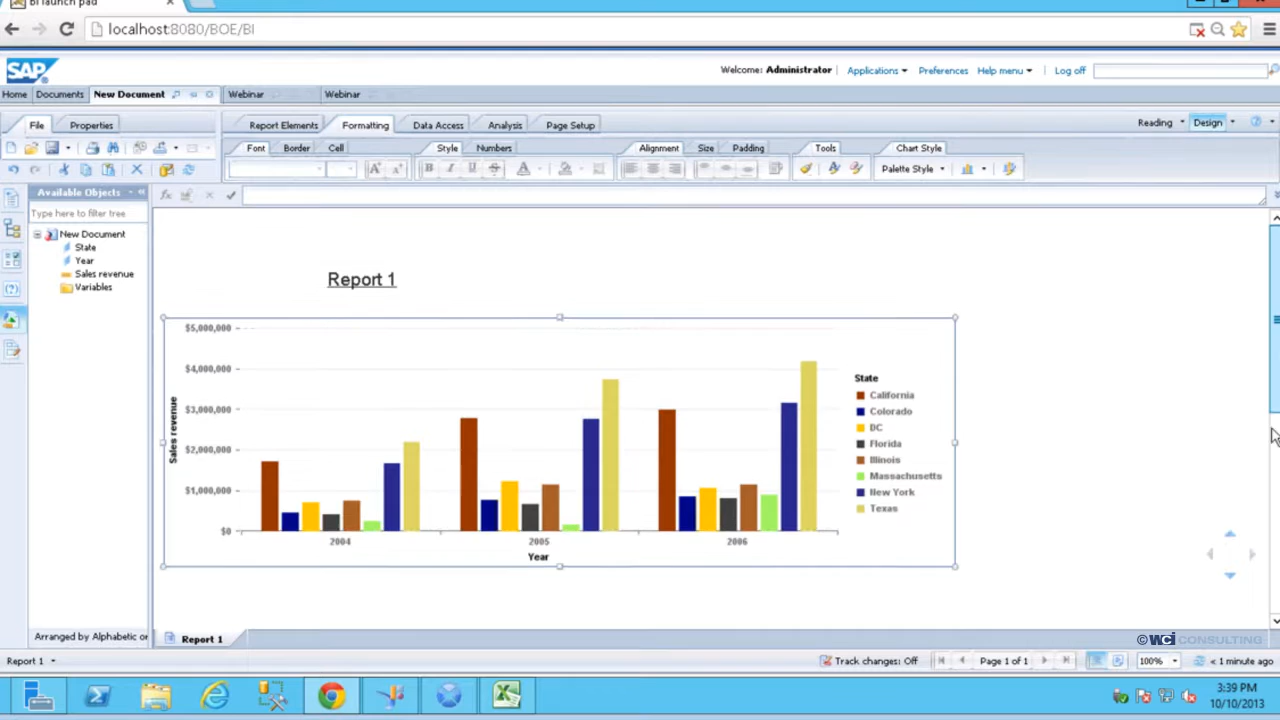 BI launch pad
localhost:8080/BOE/BI
SAP
Welcome: Administrator
Applications
Preferences
Help menu
Log off
Home
Documents
New Document
Webinar
Webinar
File
Properties
Report Elements
Formatting
Data Access
Analysis
Page Setup
Reading
Design
Font
Border
Cell
Style
Numbers
Alignment
Size
Padding
Tools
Chart Style
Palette Style
Available Objects
Type here to filter tree
New Document
State
Year
Sales revenue
Variables
Report 1
$5,000,000
$4,000,000
$3,000,000
$2,000,000
$1,000,000
$0
Sales revenue
2004
2005
2006
Year
State
California
Colorado
DC
Florida
Illinois
Massachusetts
New York
Texas
Arranged by Alphabetic or
Report 1
© WCI CONSULTING
Report 1
Track changes: Off
Page 1 of 1
100%
< 1 minute ago
3:39 PM
10/10/2013